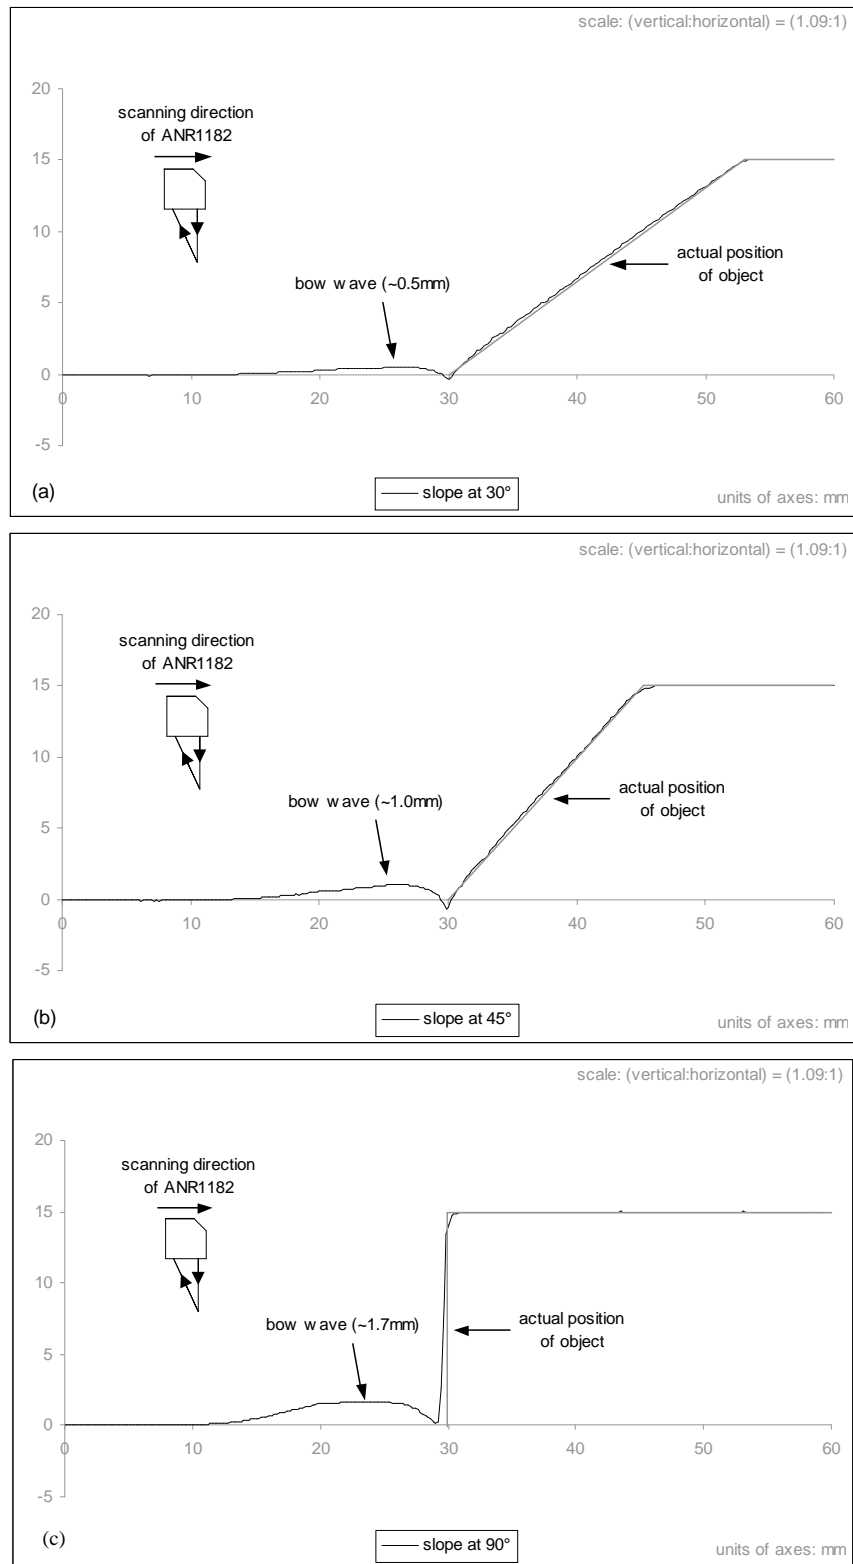 scale: (vertical:horizontal) = (1.09:1)
20
scanning direction
of ANR1182
15
actual position
of object
10
bow wave (~0.5mm)
5
0
0 10 20 30 40 50 60
-5
(a)
slope at 30°
units of axes: mm
scale: (vertical:horizontal) = (1.09:1)
20
scanning direction
of ANR1182
15
10
actual position
of object
bow wave (~1.0mm)
5
0
0 10 20 30 40 50 60
-5
(b)
slope at 45°
units of axes: mm
scale: (vertical:horizontal) = (1.09:1)
20
scanning direction
of ANR1182
15
10
bow wave (~1.7mm)
actual position
of object
5
0
0 10 20 30 40 50 60
-5
(c)
slope at 90°
units of axes: mm